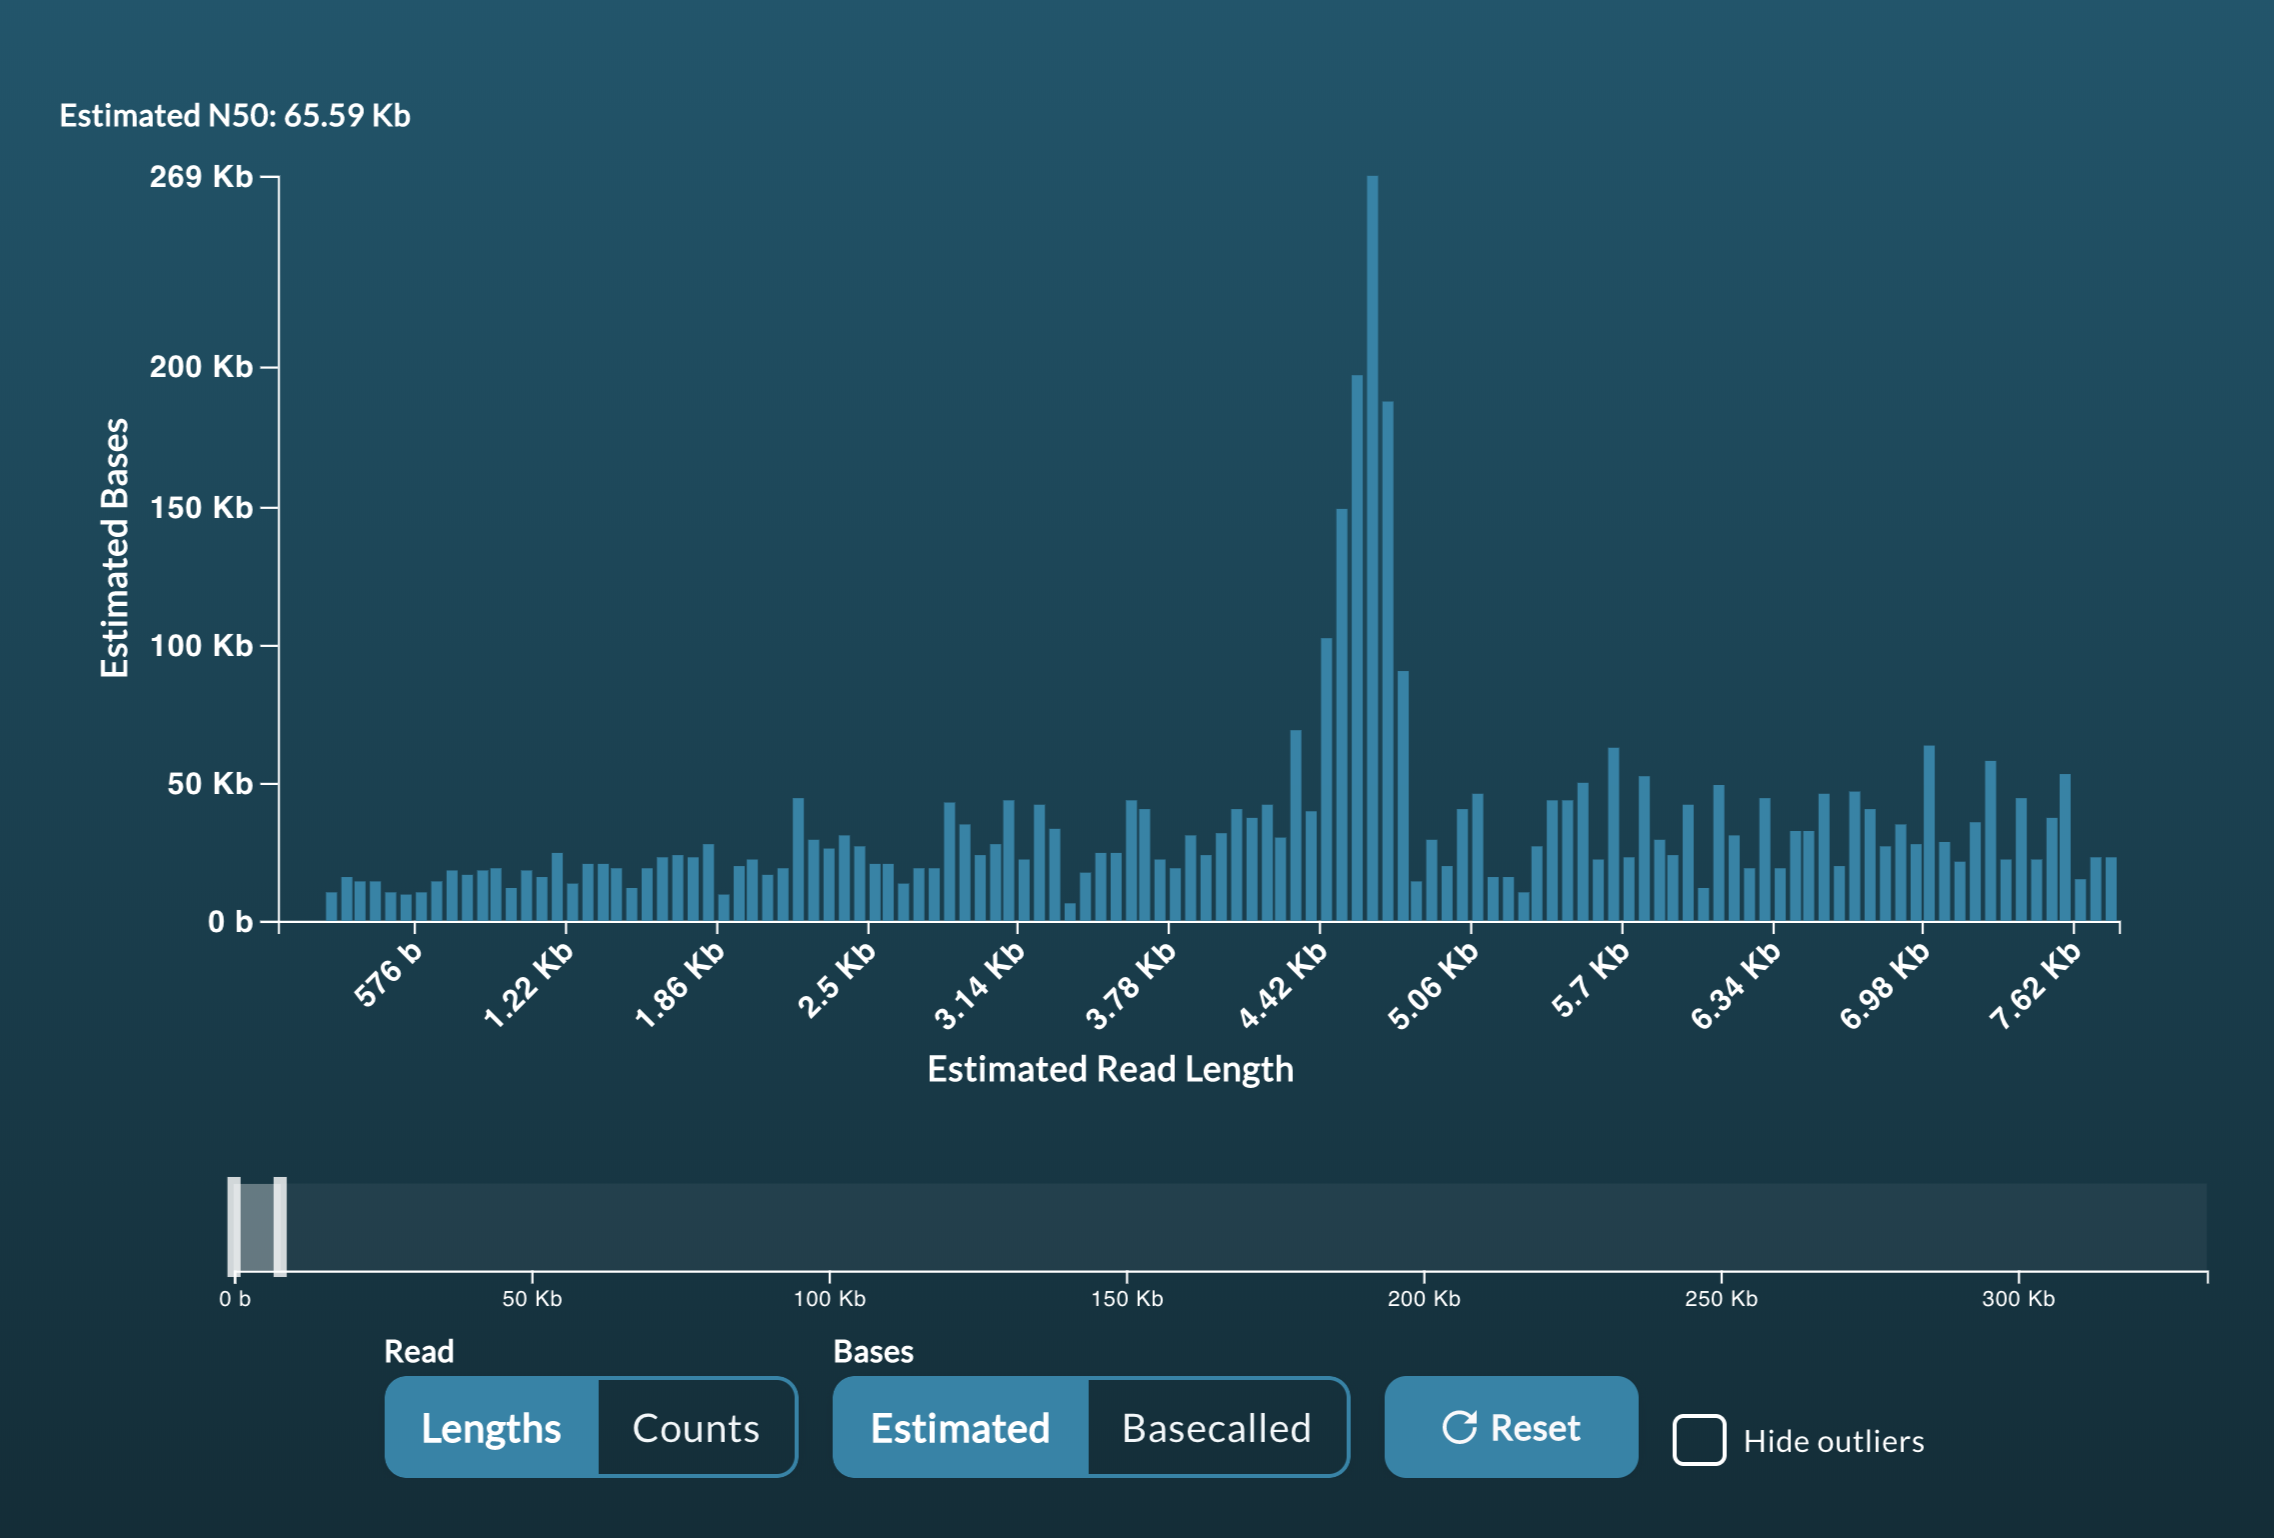 Estimated N50: 65.59 Kb
269 Kb
200 Kb
150 Kb
100 Kb
50 Kb
0 b
Estimated Bases
576 b
1.22 Kb
1.86 Kb
2.5 Kb
3.14 Kb
3.78 Kb
4.42 Kb
5.06 Kb
5.7 Kb
6.34 Kb
6.98 Kb
7.62 Kb
Estimated Read Length
0 b
50 Kb
100 Kb
150 Kb
200 Kb
250 Kb
300 Kb
Read
Bases
Lengths
Counts
Estimated
Basecalled
Reset
Hide outliers